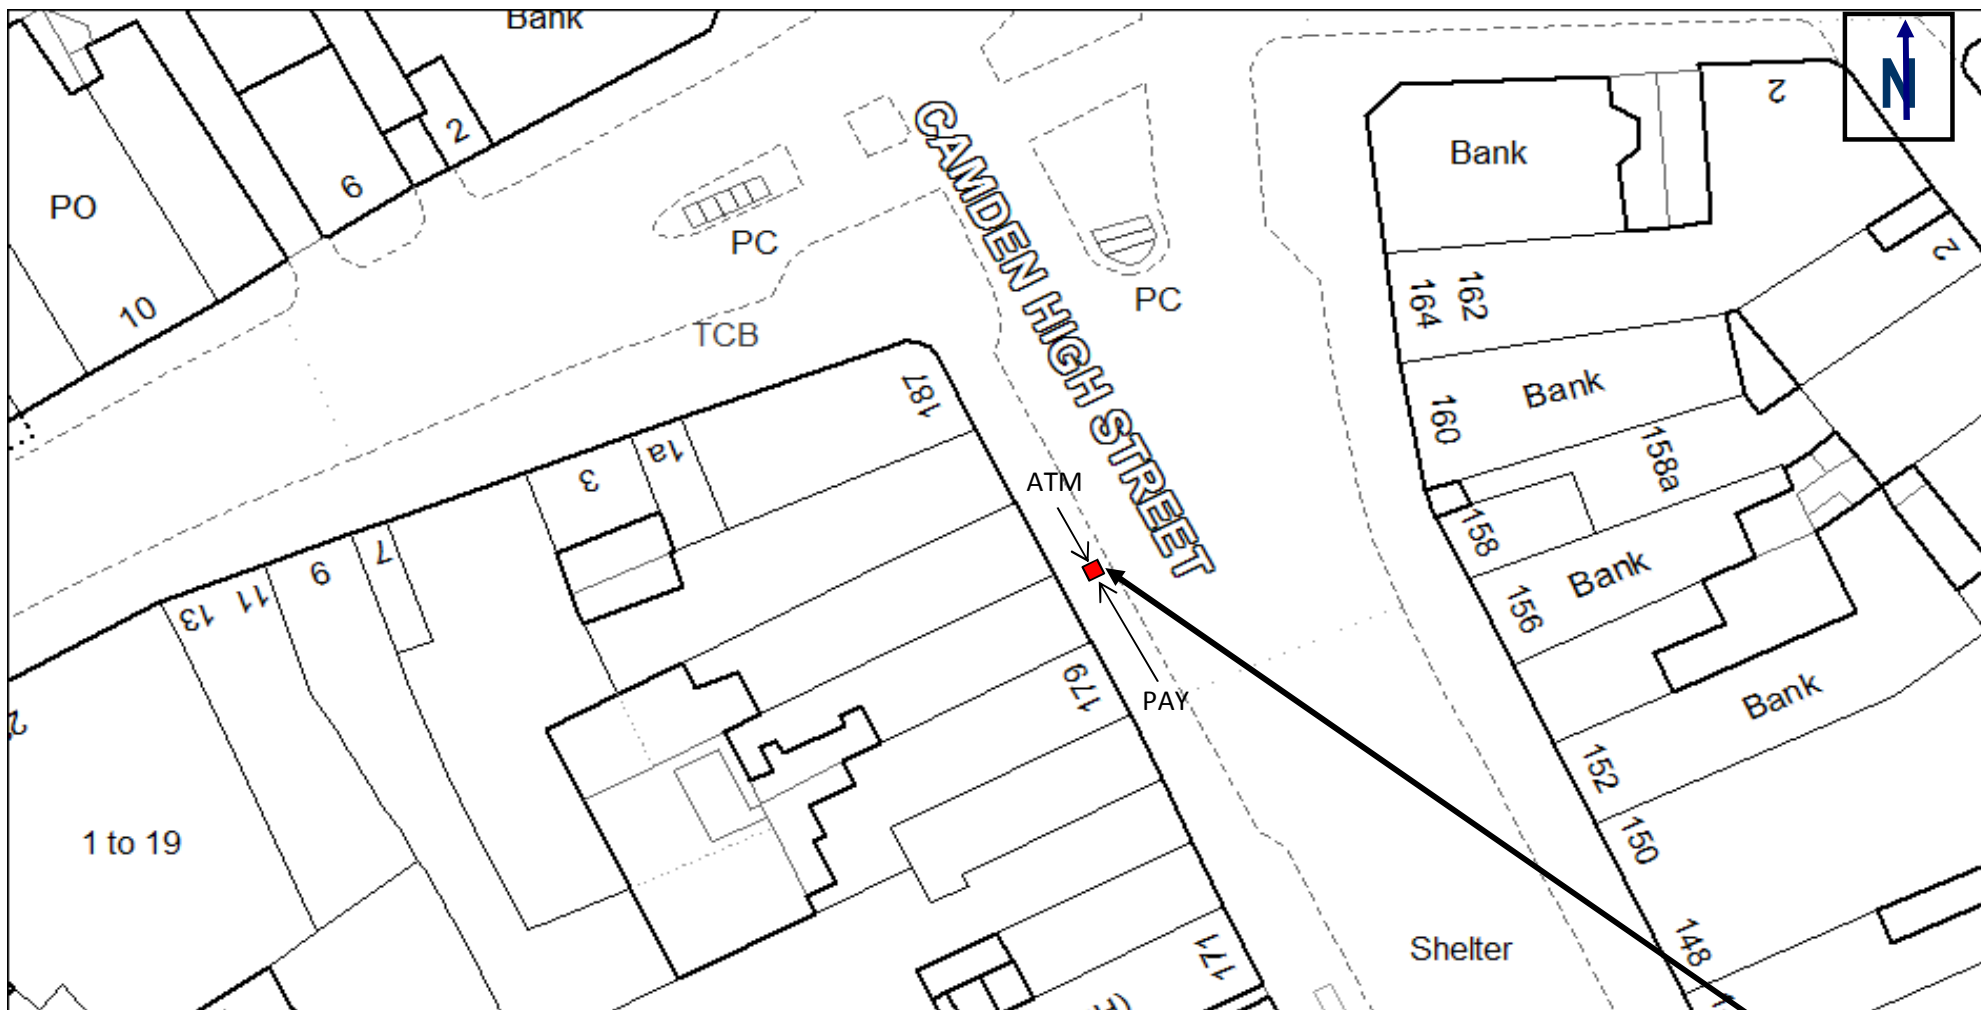 Bank
N
2
2
Bank
PO
6
PC
CAMDEN HIGH STREET
PC
2
10
TCB
164
162
187
160
Bank
1a
3
158a
ATM
158
7
9
11
13
156
Bank
179
PAY
Bank
152
150
1 to 19
171
148
Shelter